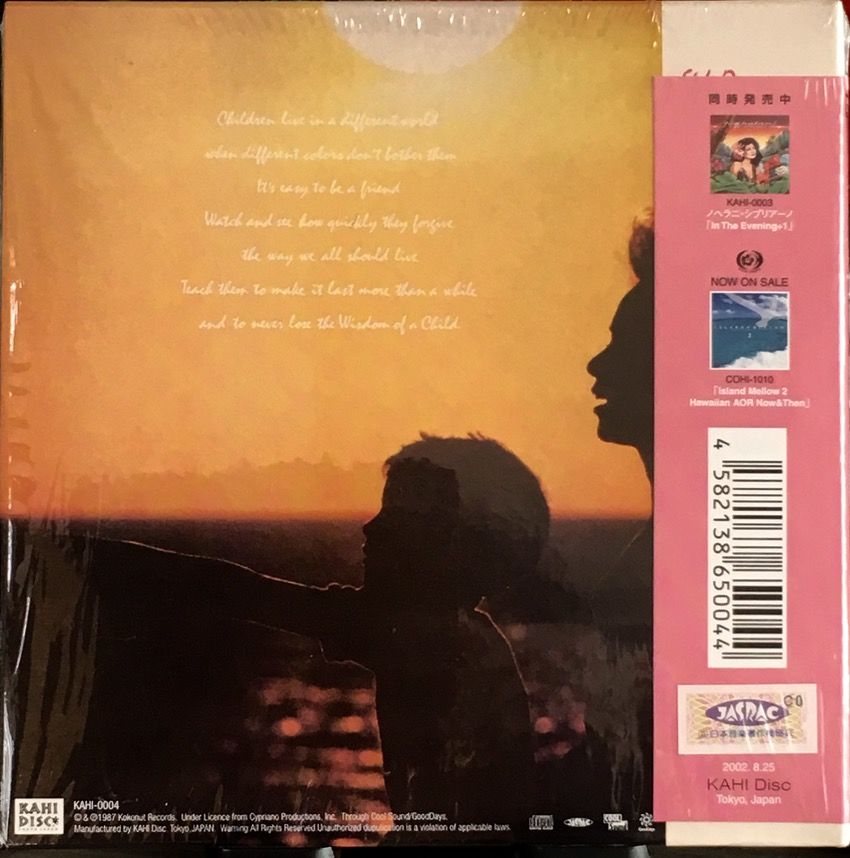 Children live in a different world
when different colors don't bother them
It's easy to be a friend
Watch and see how quickly they forgive
the way we all should live
Teach them to make it last more than a while
and to never lose the Wisdom of a Child
同時発売中
KAHI-0003
ノヘラニ・シプリアーノ
『In The Evening+1』
NOW ON SALE
COHI-1010
『Island Mellow 2
Hawaiian AOR Now&Then』
4 582138 650044
JASRAC
2002. 8.25
KAHI Disc
Tokyo, Japan
KAHI
DISC
KAHI-0004
© & ℗1987 Kokonut Records. Under Licence from Cypriano Productions, Inc. Through Cool Sound/GoodDays.
Manufactured by KAHI Disc Tokyo,JAPAN. Warning All Rights Reserved Unauthorized duplication is a violation of applicable laws.